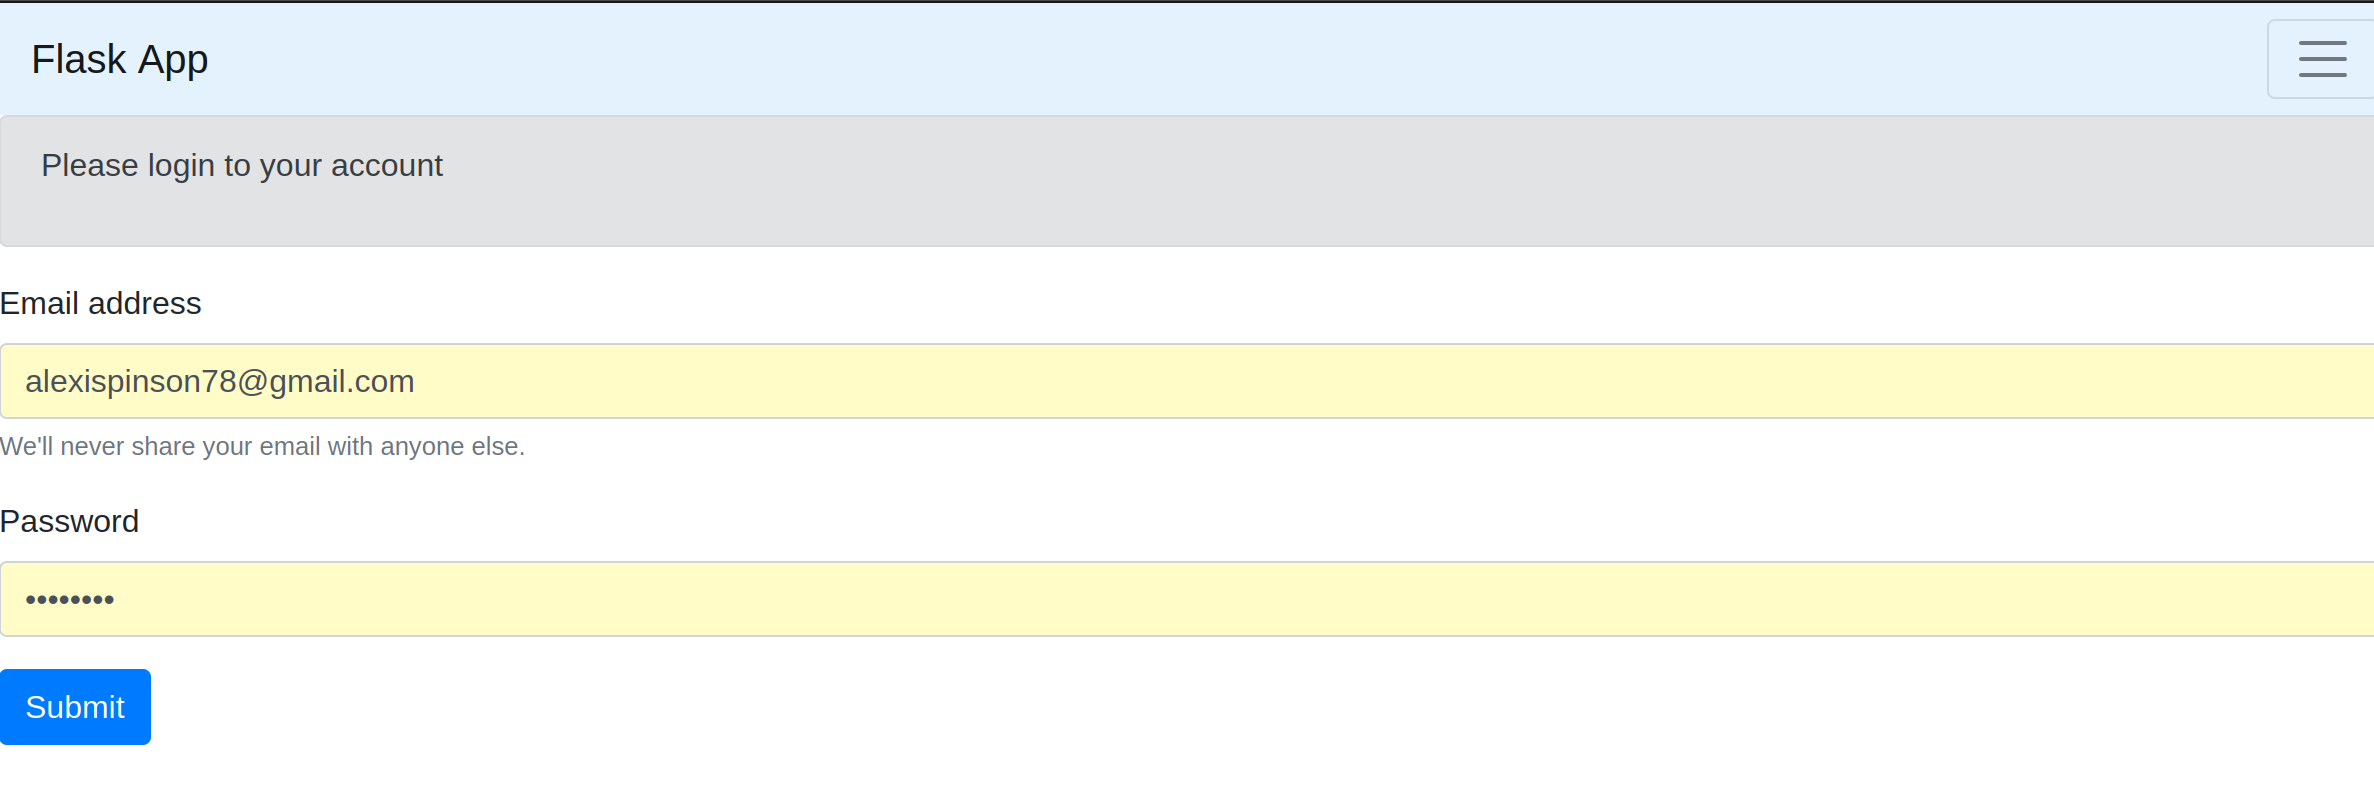 Flask App
Please login to your account
Email address
alexispinson78@gmail.com
We'll never share your email with anyone else.
Password
••••••••
Submit